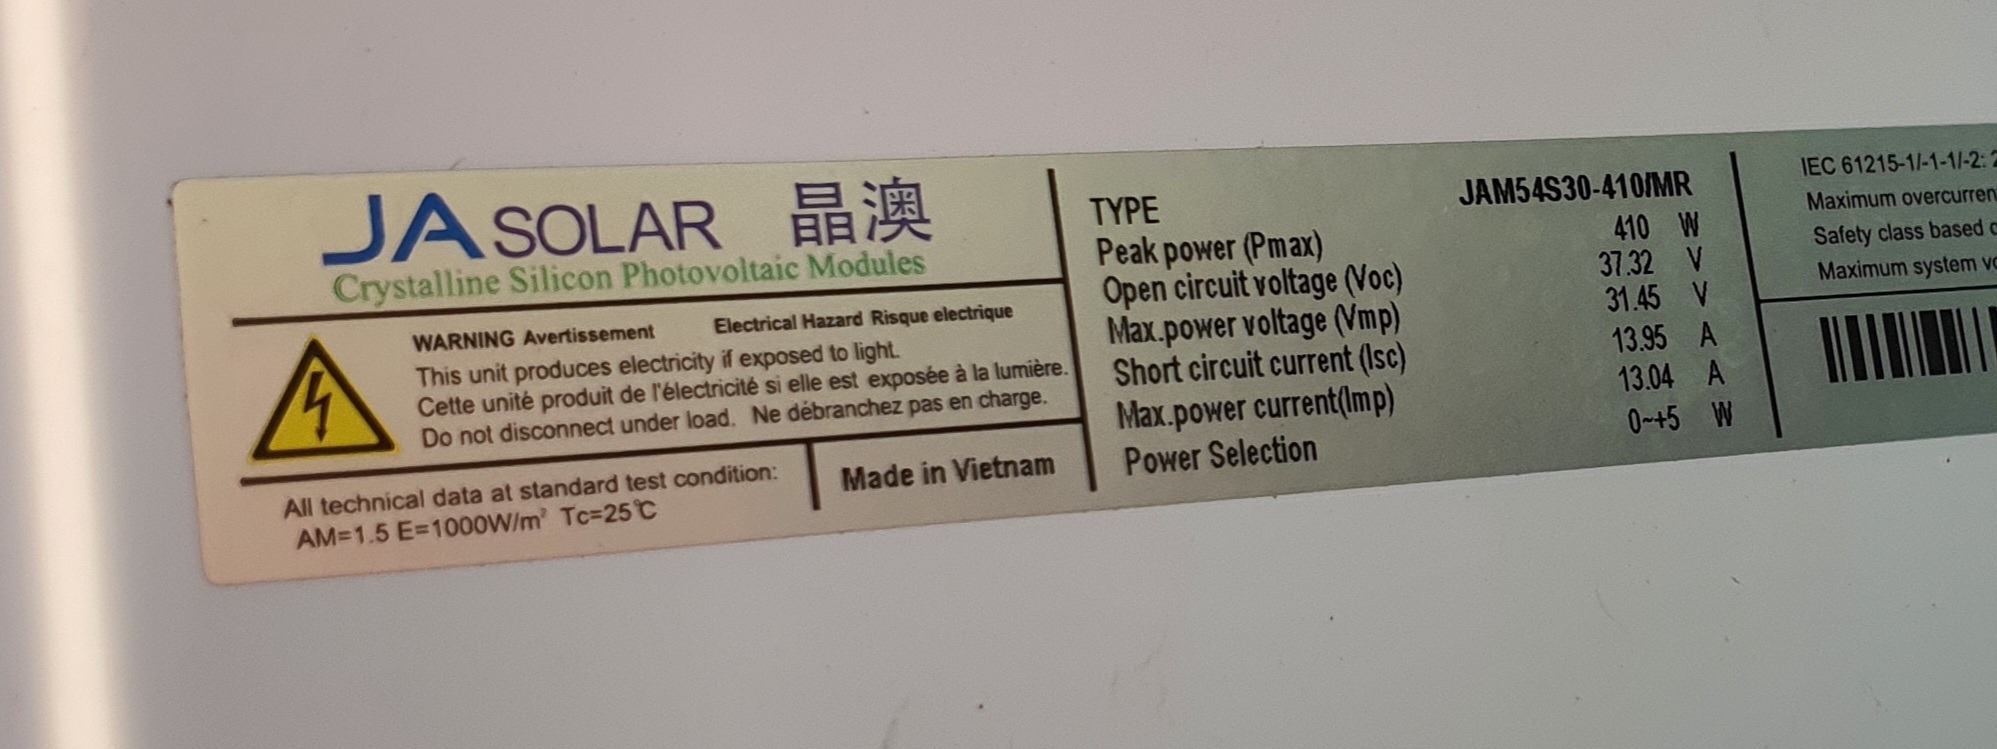 JA SOLAR 晶澳
Crystalline Silicon Photovoltaic Modules
WARNING Avertissement Electrical Hazard Risque electrique
This unit produces electricity if exposed to light.
Cette unité produit de l'électricité si elle est exposée à la lumière.
Do not disconnect under load. Ne débranchez pas en charge.
All technical data at standard test condition:
AM=1.5 E=1000W/m² Tc=25℃
Made in Vietnam
TYPE JAM54S30-410/MR
Peak power (Pmax) 410 W
Open circuit voltage (Voc) 37.32 V
Max.power voltage (Vmp) 31.45 V
Short circuit current (Isc) 13.95 A
Max.power current(Imp) 13.04 A
Power Selection 0~+5 W
IEC 61215-1/-1-1/-2:
Maximum
Safety class based
Maximum system